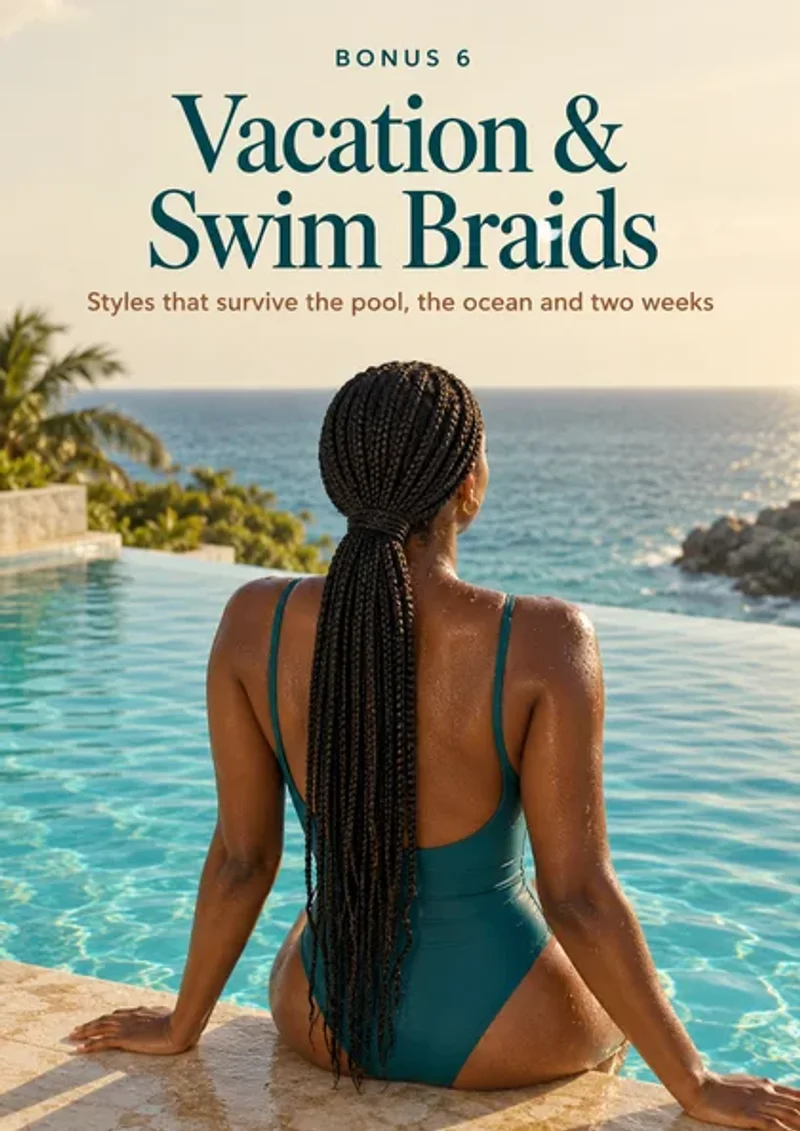 BONUS 6
Vacation &
Swim Braids
Styles that survive the pool, the ocean and two weeks